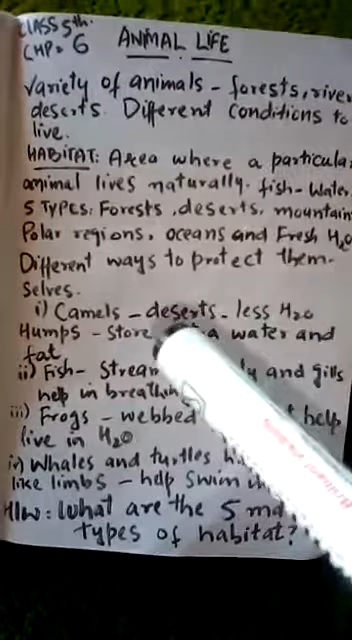 CLASS 5th.
CHP= 6 ANIMAL LIFE
Variety of animals - forests, river
deserts. Different conditions to
live.
HABITAT: Area where a particular
animal lives naturally. fish - Water.
5 TYPES: Forests, deserts, mountain
Polar regions, oceans and Fresh H2O
Different ways to protect them-
selves.
i) Camels - deserts - less H2O
Humps - store water and
fat
ii) Fish - and gills
help in
iii) Frogs - webbed help
live in H2O
iv) Whales and turtles
like limbs - help swim
H/w: What are the 5
types of habitat?